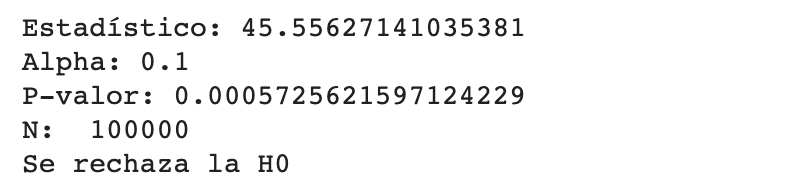 Estadístico: 45.55627141035381
Alpha: 0.1
P-valor: 0.0005725621597124229
N:  100000
Se rechaza la H0